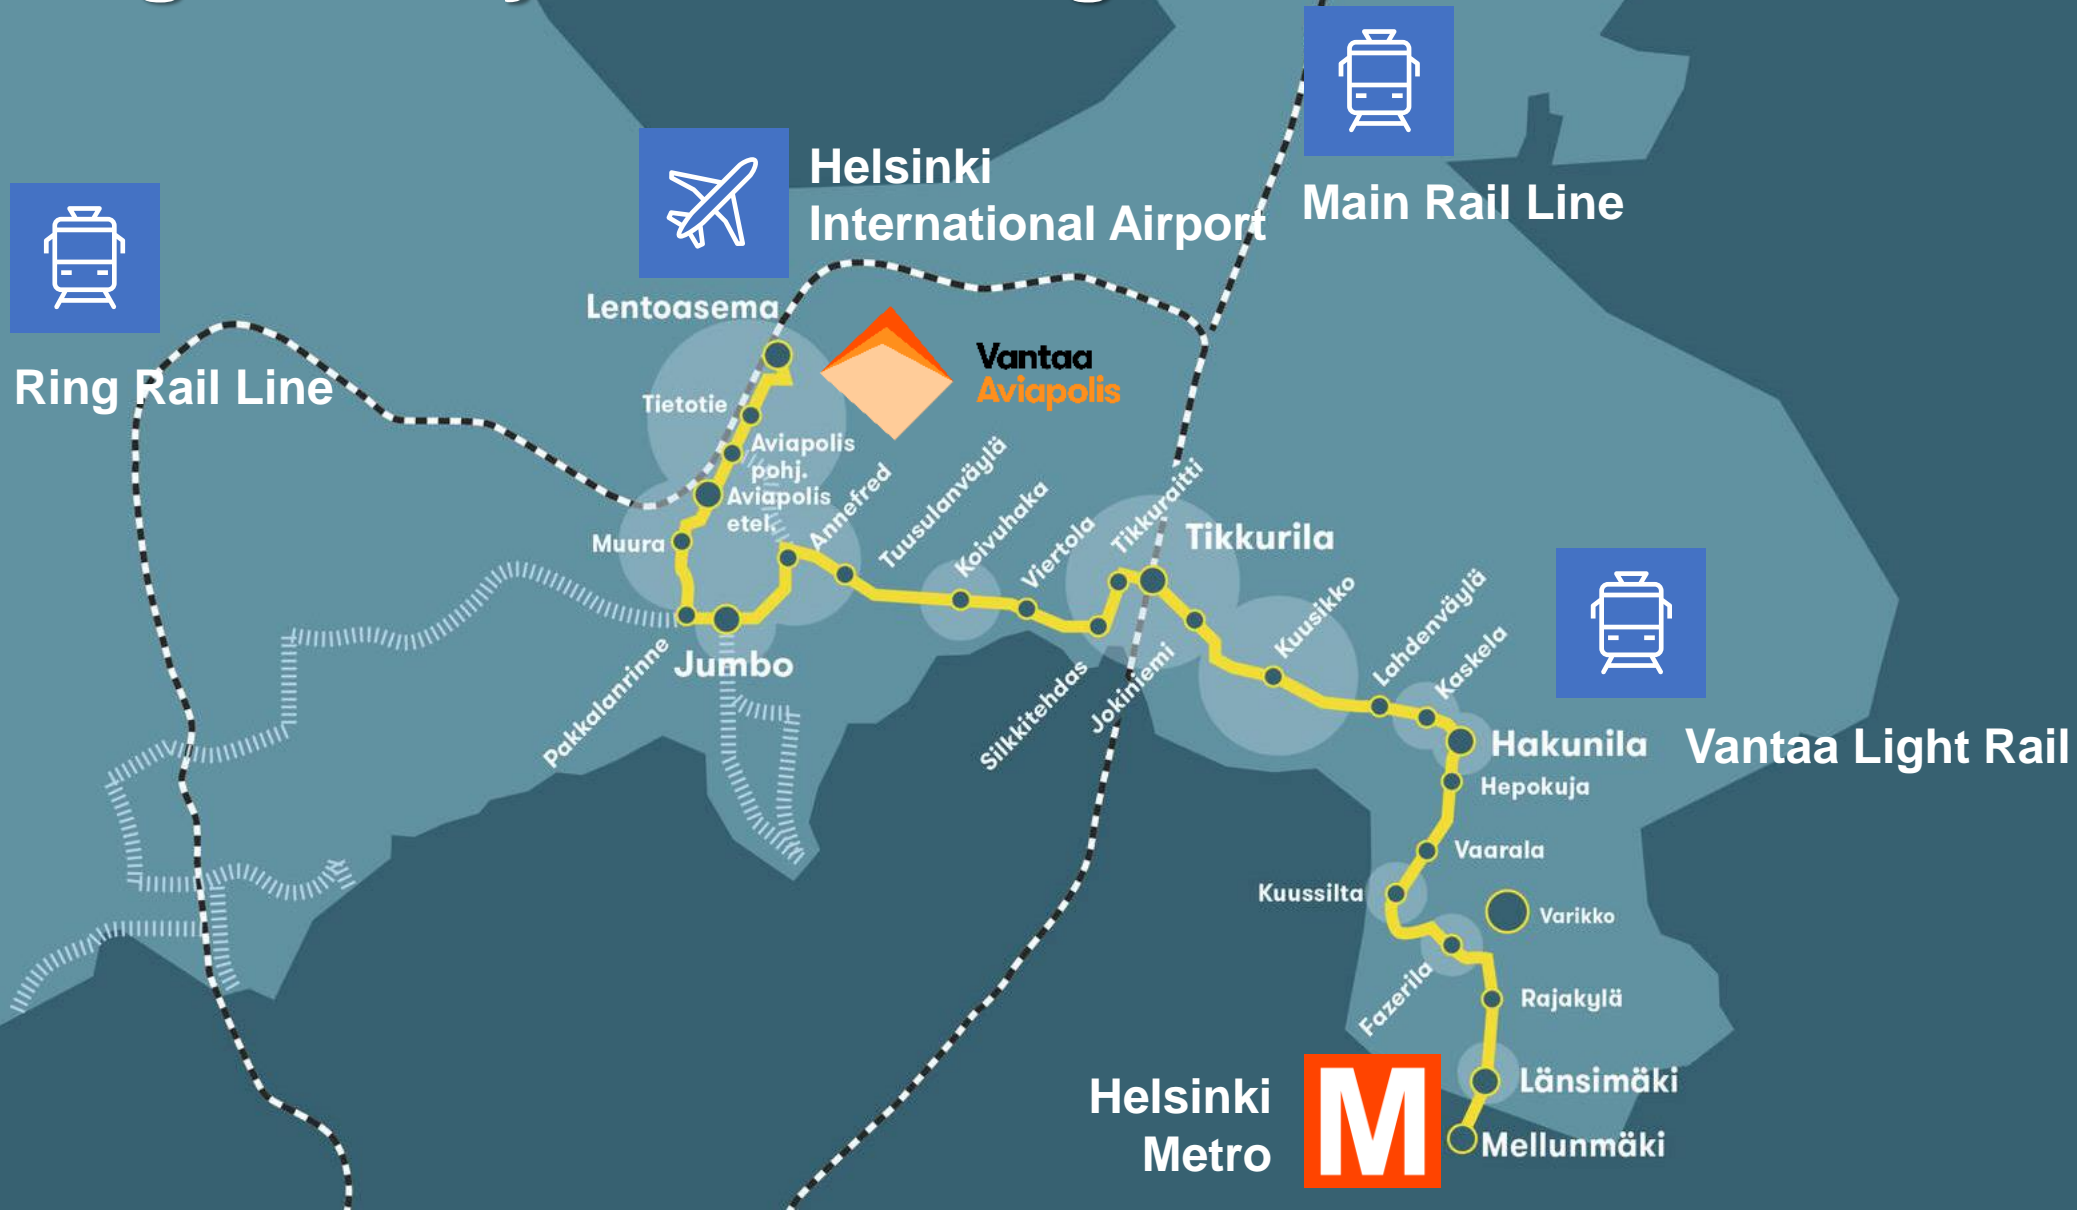 Helsinki
International Airport
Main Rail Line
Ring Rail Line
Lentoasema
Vantaa
Aviapolis
Tietotie
Aviapolis
pohj.
Aviapolis
etel.
Muura
Annefred
Tuusulanväylä
Koivuhaka
Viertola
Tikkuraitti
Tikkurila
Pakkalanrinne
Jumbo
Silkkitehdas
Jokiniemi
Kuusikko
Lahdenväylä
Kaskela
Hakunila
Vantaa Light Rail
Hepokuja
Vaarala
Kuussilta
Varikko
Fazerila
Rajakylä
Länsimäki
Helsinki
Metro
M
Mellunmäki